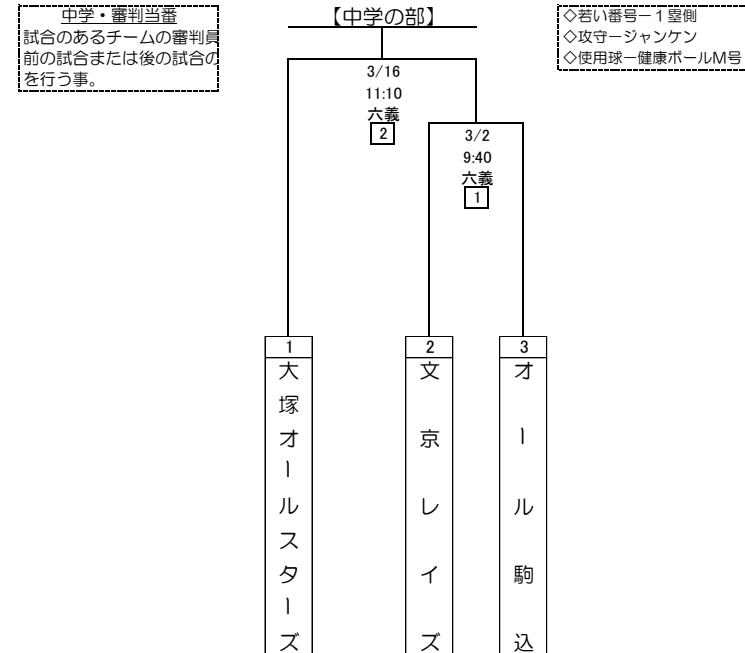 中学・審判当番
試合のあるチームの審判員
前の試合または後の試合の
を行う事。
【中学の部】
◇若い番号－１塁側
◇攻守－ジャンケン
◇使用球－健康ボールM号
3/16
11:10
六義
2
3/2
9:40
六義
1
1
大塚オールスターズ
2
文京レイズ
3
オール駒込